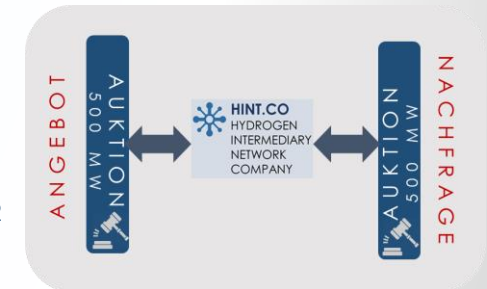 ANGEBOT
AUKTION
500 MW
HINT.CO
HYDROGEN
INTERMEDIARY
NETWORK
COMPANY
AUKTION
500 MW
NACHFRAGE